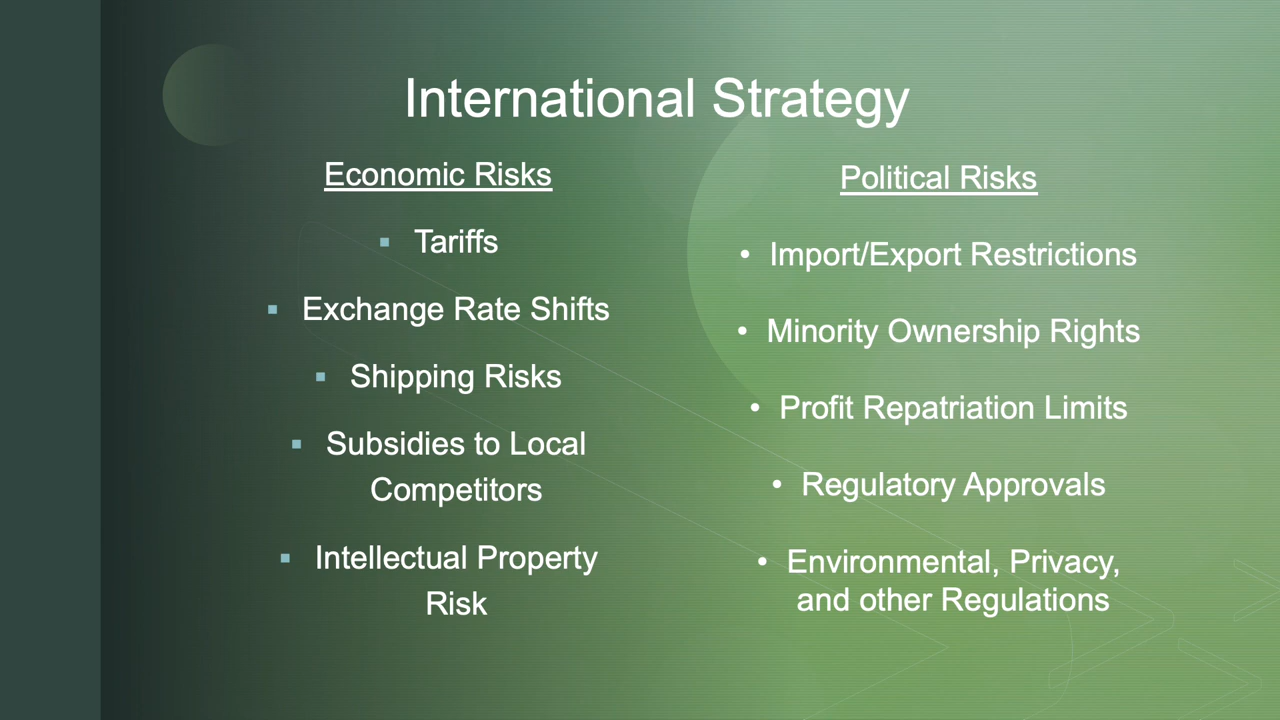 International Strategy
Economic Risks
▪ Tariffs
▪ Exchange Rate Shifts
▪ Shipping Risks
▪ Subsidies to Local
Competitors
▪ Intellectual Property
Risk
Political Risks
• Import/Export Restrictions
• Minority Ownership Rights
• Profit Repatriation Limits
• Regulatory Approvals
• Environmental, Privacy,
and other Regulations